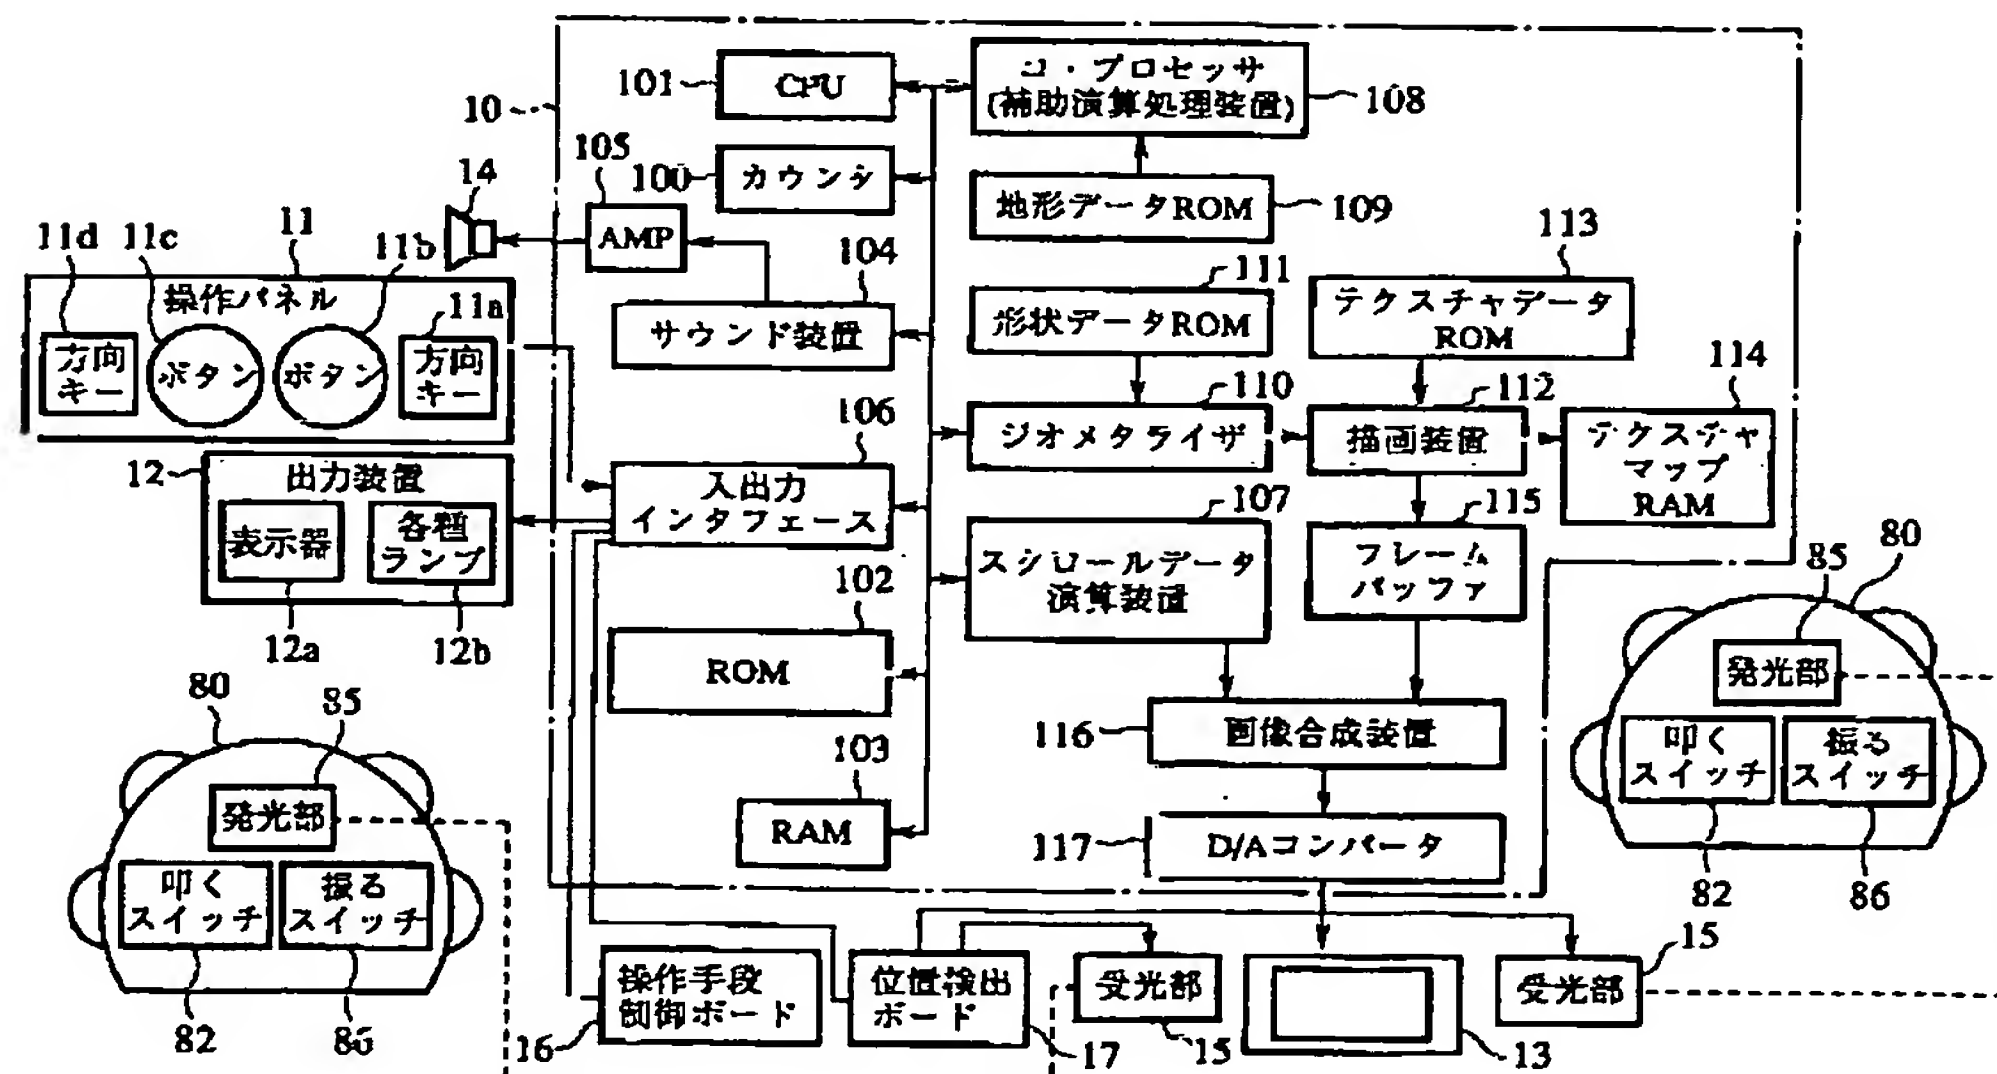 10
101
CPU
コ・プロセッサ
(補助演算処理装置)
108
100
カウンタ
地形データROM
109
105
AMP
14
104
サウンド装置
111
形状データROM
113
テクスチャデータ
ROM
11
11d
11c
11b
11a
操作パネル
方向
キー
ボタン
ボタン
方向
キー
106
入出力
インタフェース
110
ジオメタライザ
112
描画装置
114
テクスチャ
マップ
RAM
12
出力装置
表示器
各種
ランプ
12a
12b
107
スクロールデータ
演算装置
115
フレーム
バッファ
102
ROM
103
RAM
116
画像合成装置
117
D/Aコンバータ
80
85
発光部
叩く
スイッチ
振る
スイッチ
82
86
80
85
発光部
叩く
スイッチ
振る
スイッチ
82
86
操作手段
制御ボード
16
位置検出
ボード
17
受光部
15
13
受光部
15